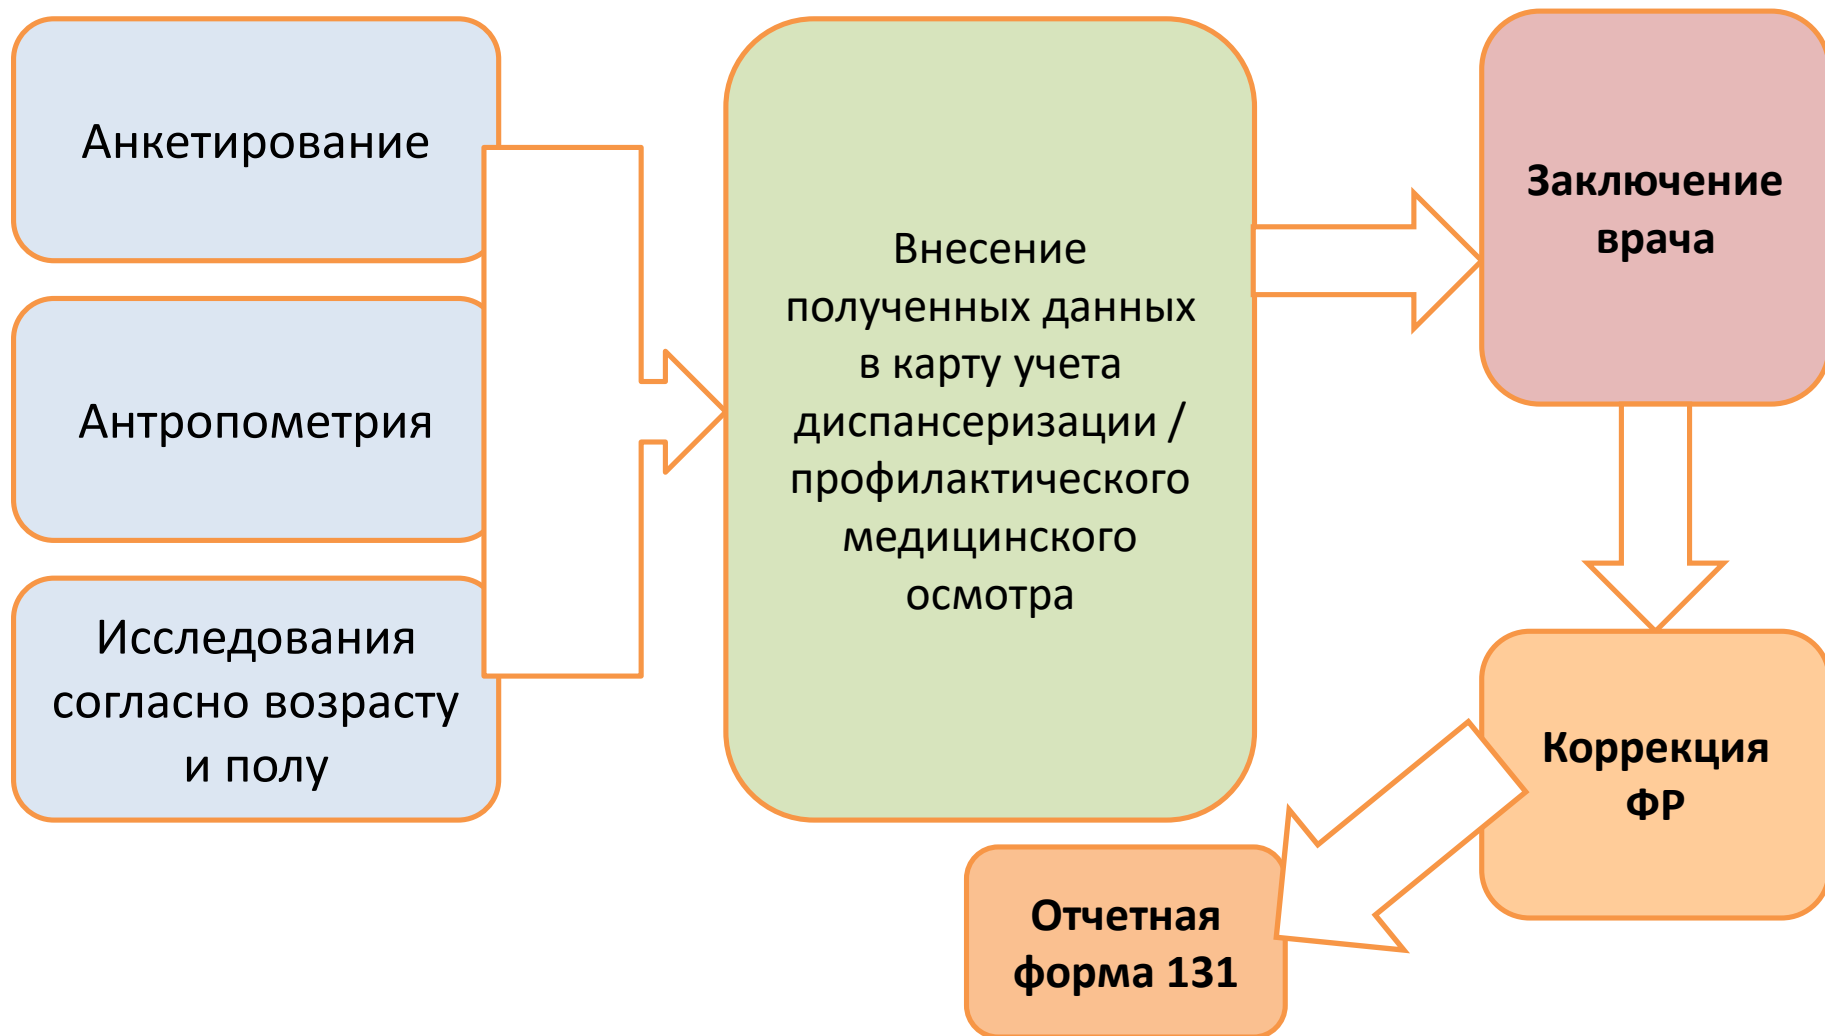 Анкетирование
Антропометрия
Исследования
согласно возрасту
и полу
Внесение
полученных данных
в карту учета
диспансеризации /
профилактического
медицинского
осмотра
Заключение
врача
Коррекция
ФР
Отчетная
форма 131